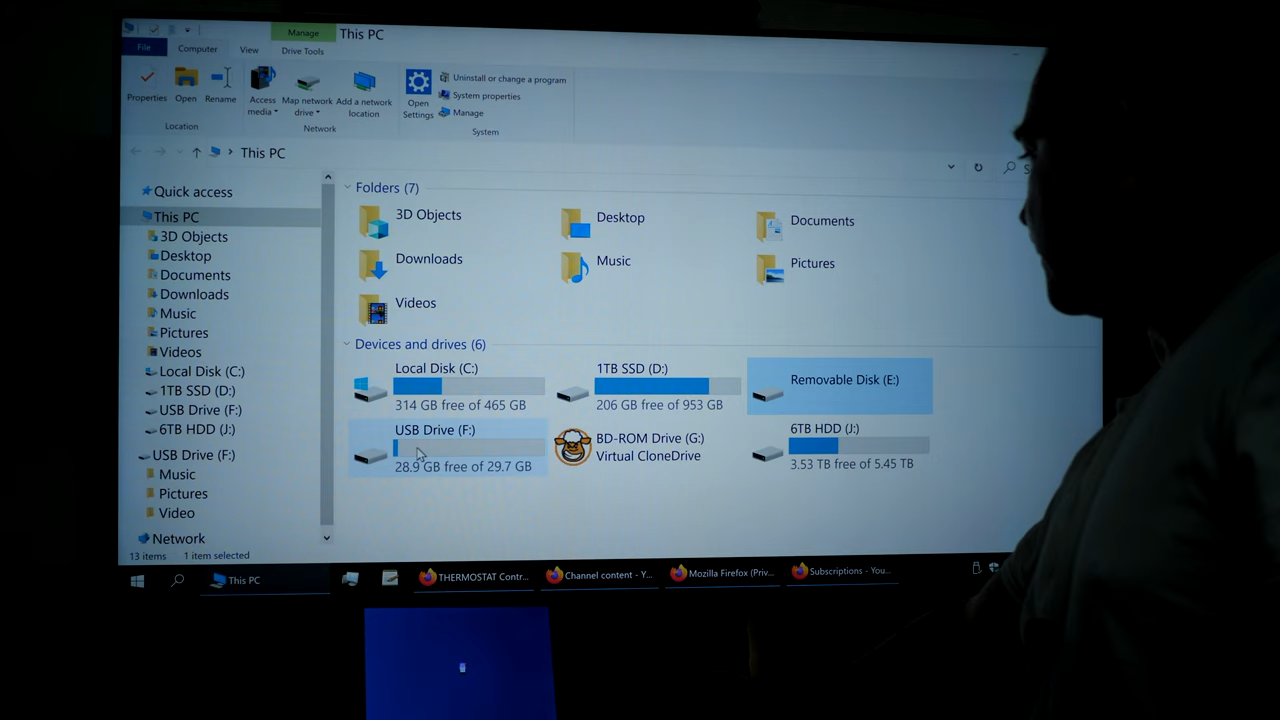 Manage
This PC
File
Computer
View
Drive Tools
Properties
Open
Rename
Access media
Map network drive
Add a network location
Open Settings
Uninstall or change a program
System properties
Manage
Location
Network
System
This PC
S
Quick access
This PC
3D Objects
Desktop
Documents
Downloads
Music
Pictures
Videos
Local Disk (C:)
1TB SSD (D:)
USB Drive (F:)
6TB HDD (J:)
USB Drive (F:)
Music
Pictures
Video
Network
Folders (7)
3D Objects
Desktop
Documents
Downloads
Music
Pictures
Videos
Devices and drives (6)
Local Disk (C:)
314 GB free of 465 GB
1TB SSD (D:)
206 GB free of 953 GB
Removable Disk (E:)
USB Drive (F:)
28.9 GB free of 29.7 GB
BD-ROM Drive (G:)
Virtual CloneDrive
6TB HDD (J:)
3.53 TB free of 5.45 TB
13 items
1 item selected
This PC
THERMOSTAT Contr...
Channel content - Y...
Mozilla Firefox (Priv...
Subscriptions - You...